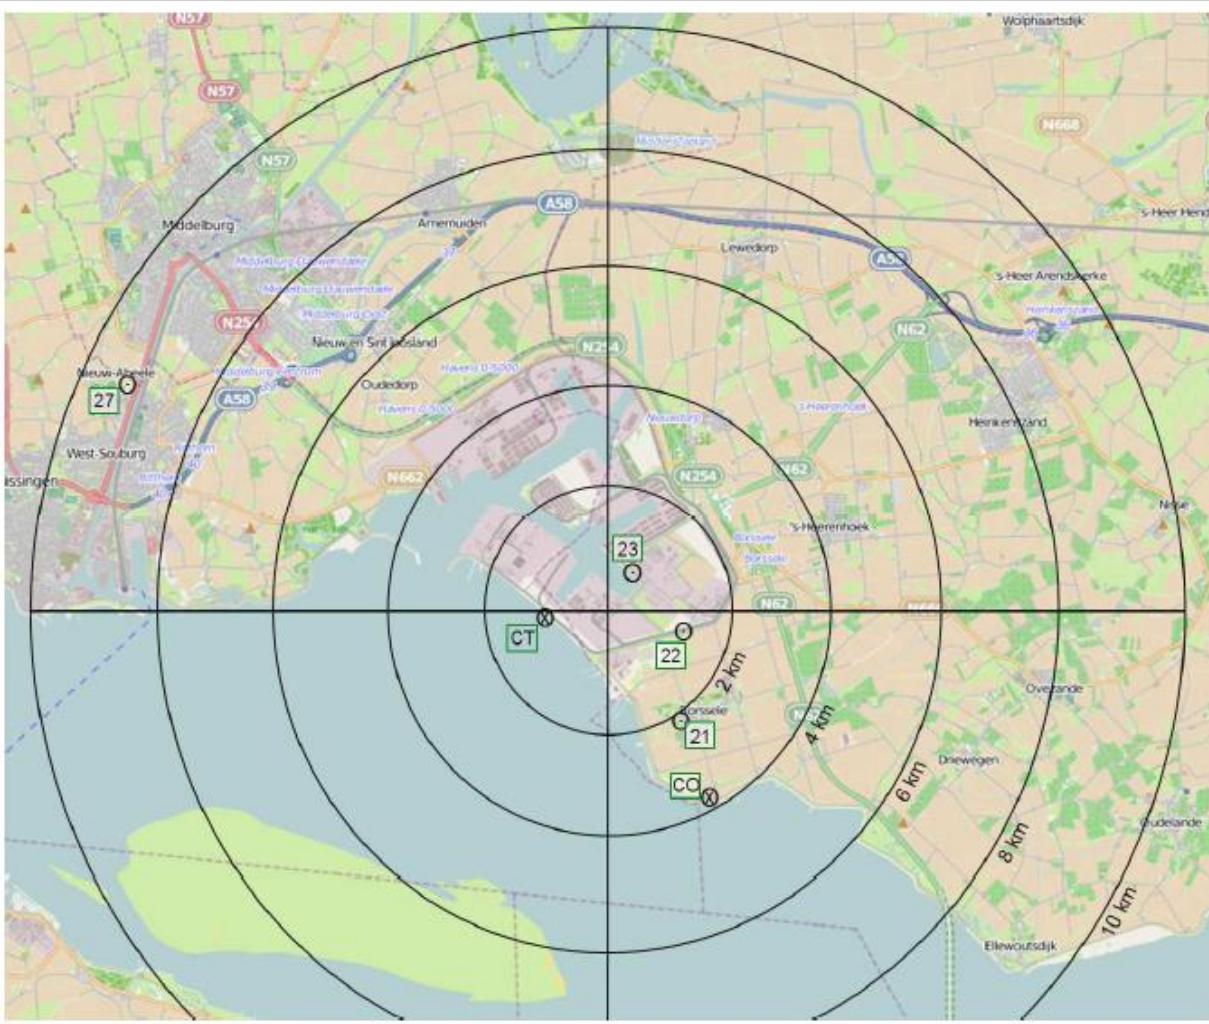 N57
Wolphaartsdijk
N57
N668
N57
Middelburg
Arnemuiden
A58
's-Heer Hend
Lewedorp
's-Heer Arendskerke
N62
Nieuw en Sint Joosland
N254
Nieuw-Abeele
Oudedorp
27
A58
Heinkenszand
West-Souburg
ssingen
N662
N254
N62
Nisse
's-Heerenhoek
23
N62
CT
22
2 km
Ovezande
Borssele
21
4 km
CO
Driewegen
6 km
Oudelande
8 km
10 km
Ellewoutsdijk